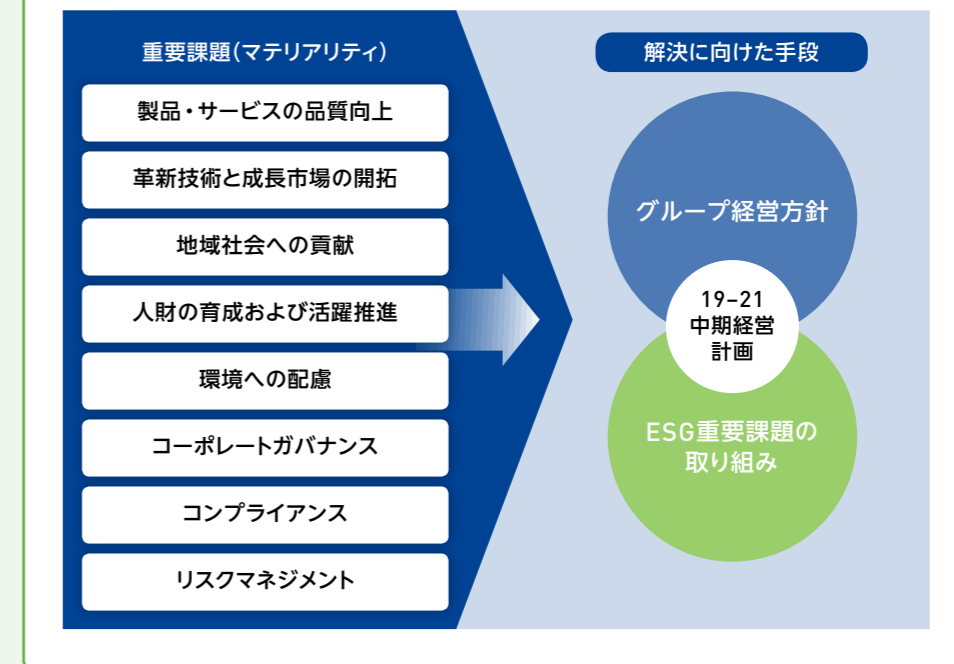 重要課題(マテリアリティ)
製品・サービスの品質向上
革新技術と成長市場の開拓
地域社会への貢献
人財の育成および活躍推進
環境への配慮
コーポレートガバナンス
コンプライアンス
リスクマネジメント
解決に向けた手段
グループ経営方針
19–21
中期経営
計画
ESG重要課題の
取り組み